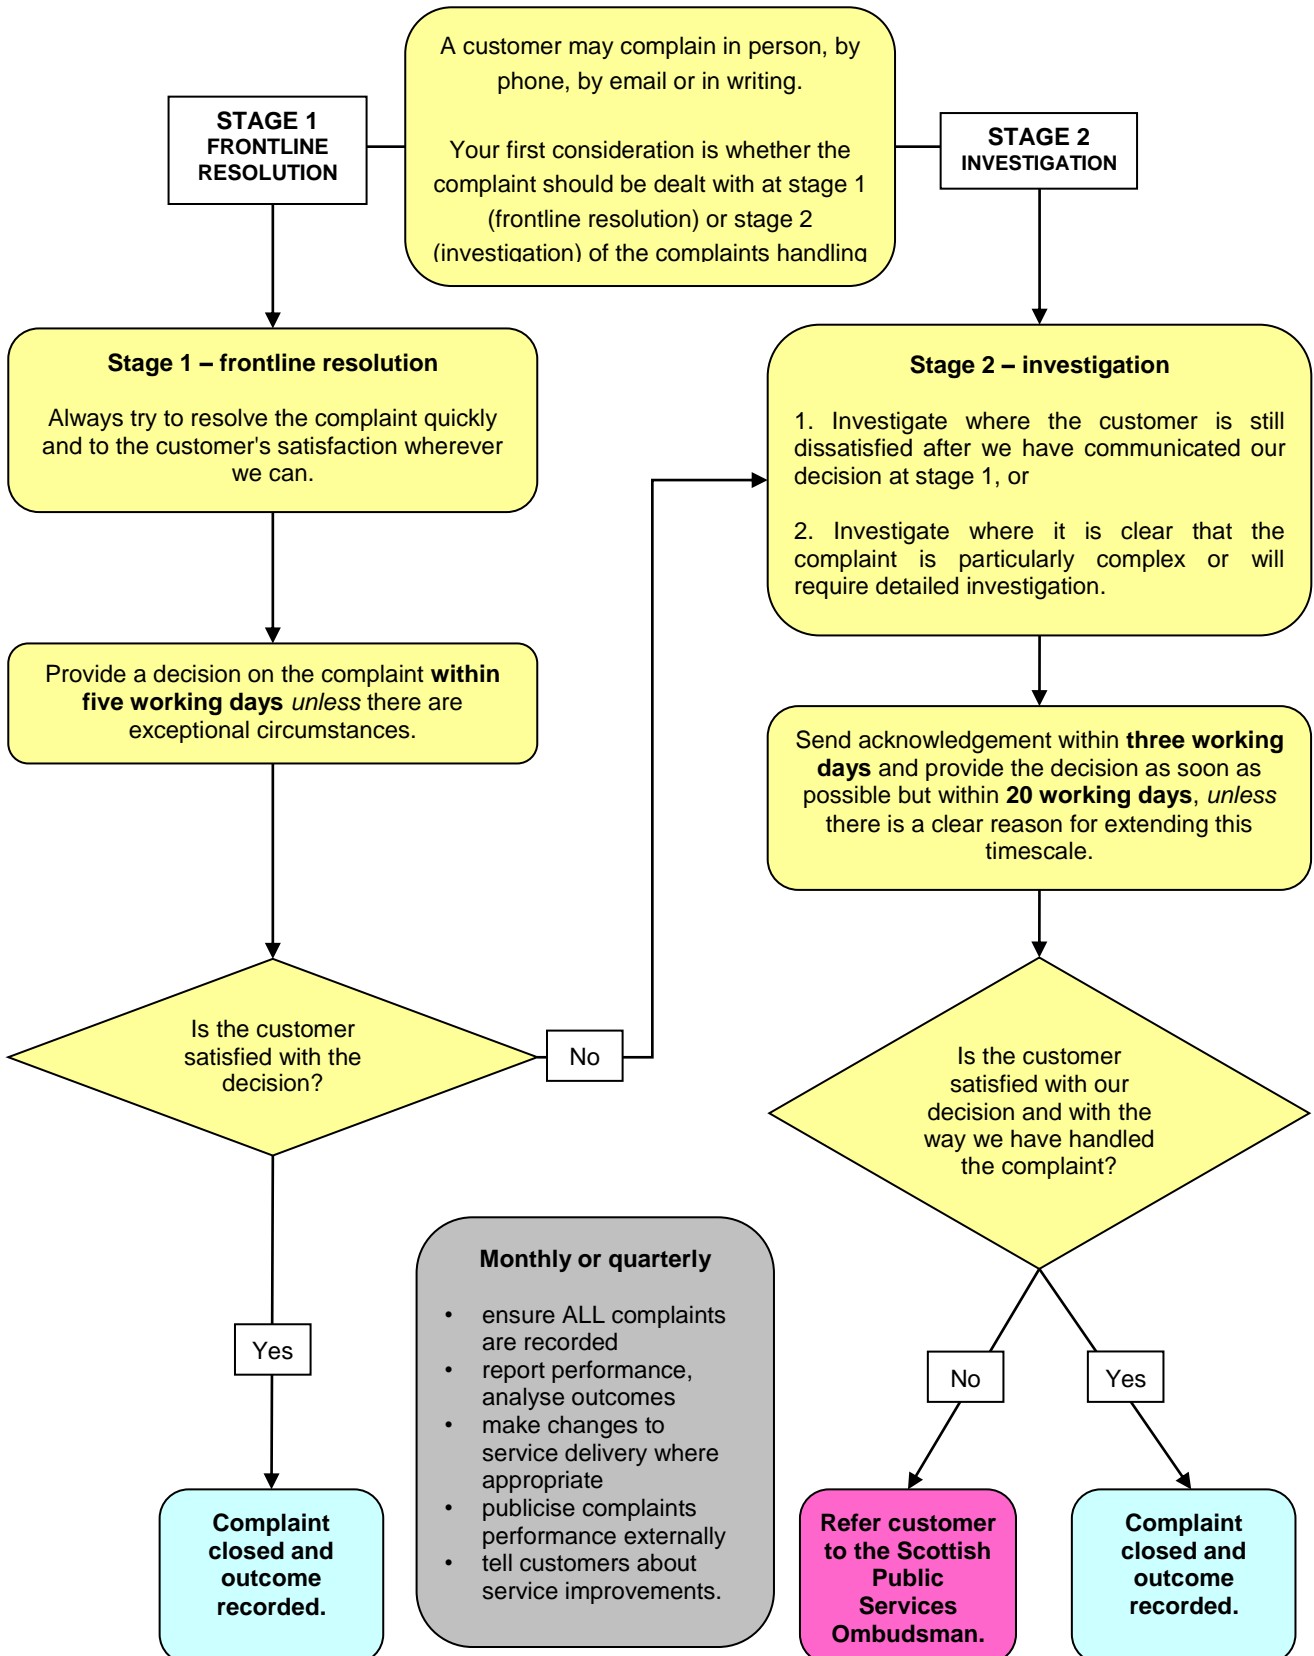 A customer may complain in person, by
phone, by email or in writing.
Your first consideration is whether the
complaint should be dealt with at stage 1
(frontline resolution) or stage 2
(investigation) of the complaints handling
STAGE 1
FRONTLINE
RESOLUTION
STAGE 2
INVESTIGATION
Stage 1 – frontline resolution
Always try to resolve the complaint quickly
and to the customer's satisfaction wherever
we can.
Provide a decision on the complaint within
five working days unless there are
exceptional circumstances.
Is the customer
satisfied with the
decision?
No
Yes
Complaint
closed and
outcome
recorded.
Stage 2 – investigation
1. Investigate where the customer is still
dissatisfied after we have communicated our
decision at stage 1, or
2. Investigate where it is clear that the
complaint is particularly complex or will
require detailed investigation.
Send acknowledgement within three working
days and provide the decision as soon as
possible but within 20 working days, unless
there is a clear reason for extending this
timescale.
Is the customer
satisfied with our
decision and with the
way we have handled
the complaint?
No
Yes
Refer customer
to the Scottish
Public
Services
Ombudsman.
Complaint
closed and
outcome
recorded.
Monthly or quarterly
• ensure ALL complaints
are recorded
• report performance,
analyse outcomes
• make changes to
service delivery where
appropriate
• publicise complaints
performance externally
• tell customers about
service improvements.